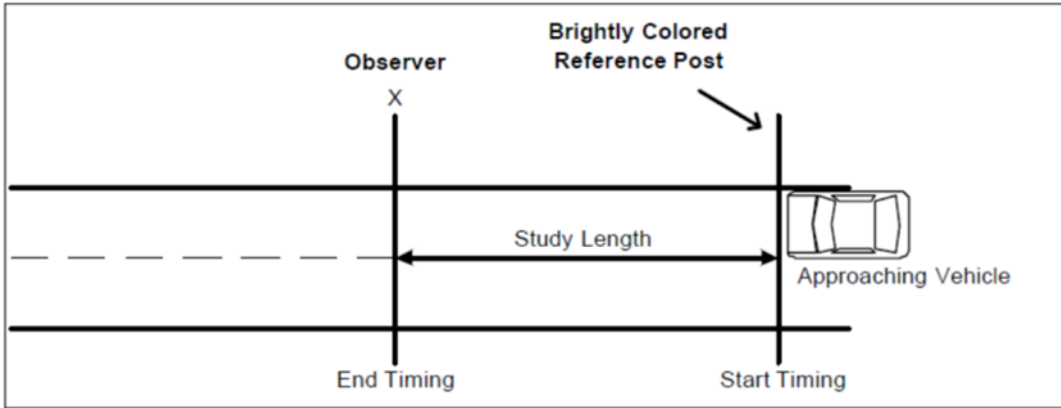 Brightly Colored
Reference Post
Observer
X
Study Length
Approaching Vehicle
End Timing
Start Timing